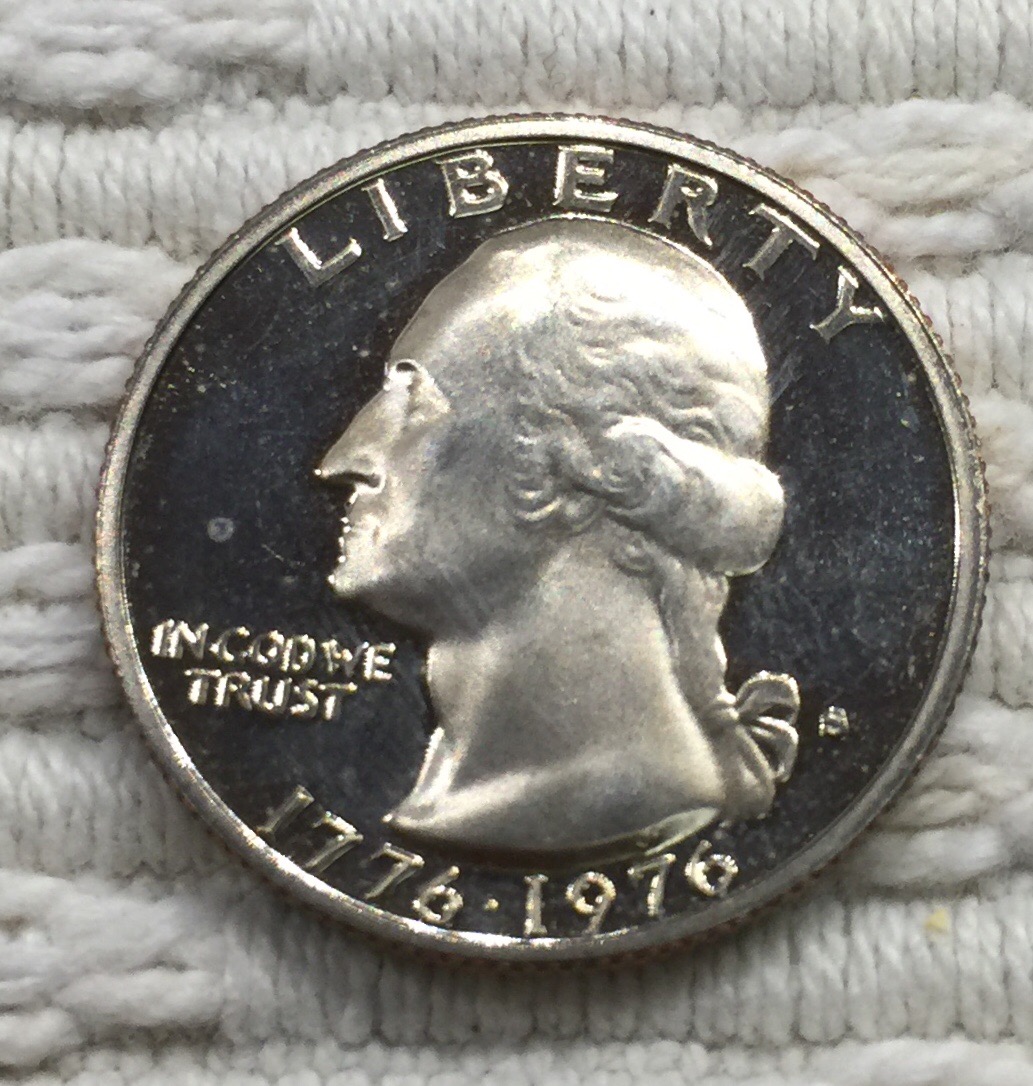 LIBERTY
IN GOD WE
TRUST
S
1776·1976